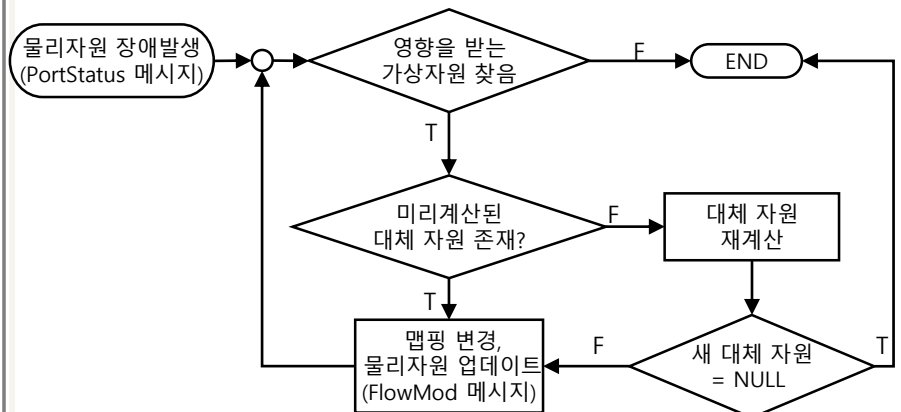 물리자원 장애발생
(PortStatus 메시지)
영향을 받는
가상자원 찾음
F
END
T
미리계산된
대체 자원 존재?
F
대체 자원
재계산
T
맵핑 변경,
물리자원 업데이트
(FlowMod 메시지)
F
새 대체 자원
= NULL
T